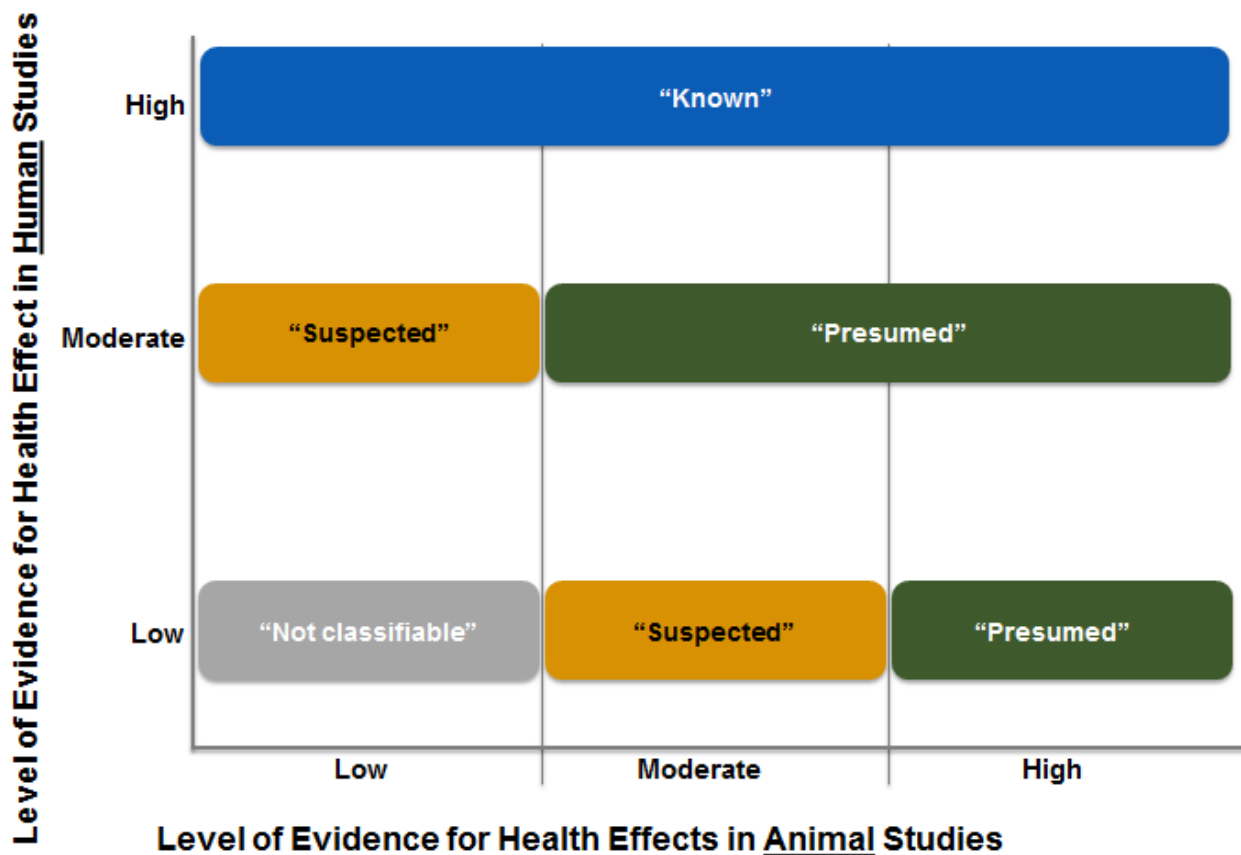 Level of Evidence for Health Effect in Human Studies
High
“Known”
Moderate
“Suspected”
“Presumed”
Low
“Not classifiable”
“Suspected”
“Presumed”
Low
Moderate
High
Level of Evidence for Health Effects in Animal Studies